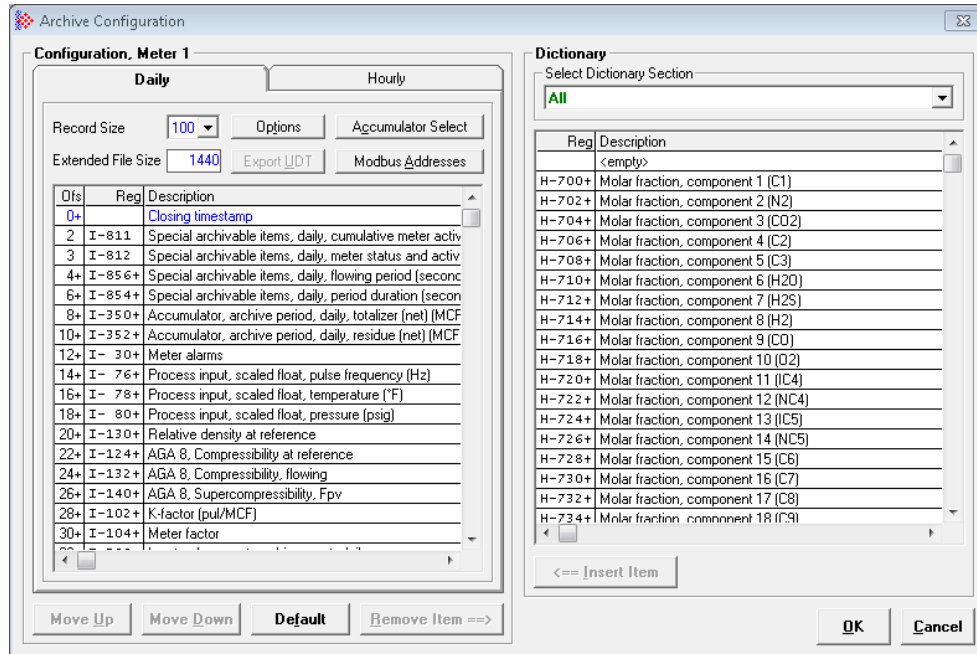 Archive Configuration
Configuration, Meter 1
Daily
Hourly
Record Size 100 Options Accumulator Select
Extended File Size 1440 Export UDT Modbus Addresses
Ofs Reg Description
0+ Closing timestamp
2 I-811 Special archivable items, daily, cumulative meter activ
3 I-812 Special archivable items, daily, meter status and activ
4+ I-856+ Special archivable items, daily, flowing period (secon
6+ I-854+ Special archivable items, daily, period duration (secon
8+ I-350+ Accumulator, archive period, daily, totalizer (net) (MCF
10+ I-352+ Accumulator, archive period, daily, residue (net) (MCF
12+ I- 30+ Meter alarms
14+ I- 76+ Process input, scaled float, pulse frequency (Hz)
16+ I- 78+ Process input, scaled float, temperature (°F)
18+ I- 80+ Process input, scaled float, pressure (psig)
20+ I-130+ Relative density at reference
22+ I-124+ AGA 8, Compressibility at reference
24+ I-132+ AGA 8, Compressibility, flowing
26+ I-140+ AGA 8, Supercompressibility, Fpv
28+ I-102+ K-factor (pul/MCF)
30+ I-104+ Meter factor
Move Up Move Down Default Remove Item ==>
Dictionary
Select Dictionary Section
All
Reg Description
<empty>
H-700+ Molar fraction, component 1 (C1)
H-702+ Molar fraction, component 2 (N2)
H-704+ Molar fraction, component 3 (CO2)
H-706+ Molar fraction, component 4 (C2)
H-708+ Molar fraction, component 5 (C3)
H-710+ Molar fraction, component 6 (H2O)
H-712+ Molar fraction, component 7 (H2S)
H-714+ Molar fraction, component 8 (H2)
H-716+ Molar fraction, component 9 (CO)
H-718+ Molar fraction, component 10 (O2)
H-720+ Molar fraction, component 11 (IC4)
H-722+ Molar fraction, component 12 (NC4)
H-724+ Molar fraction, component 13 (IC5)
H-726+ Molar fraction, component 14 (NC5)
H-728+ Molar fraction, component 15 (C6)
H-730+ Molar fraction, component 16 (C7)
H-732+ Molar fraction, component 17 (C8)
H-734+ Molar fraction, component 18 (C9)
<== Insert Item
OK Cancel